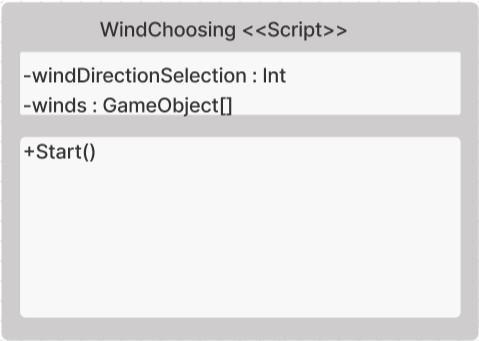 WindChoosing <<Script>>
-windDirectionSelection : Int
-winds : GameObject[]
+Start()